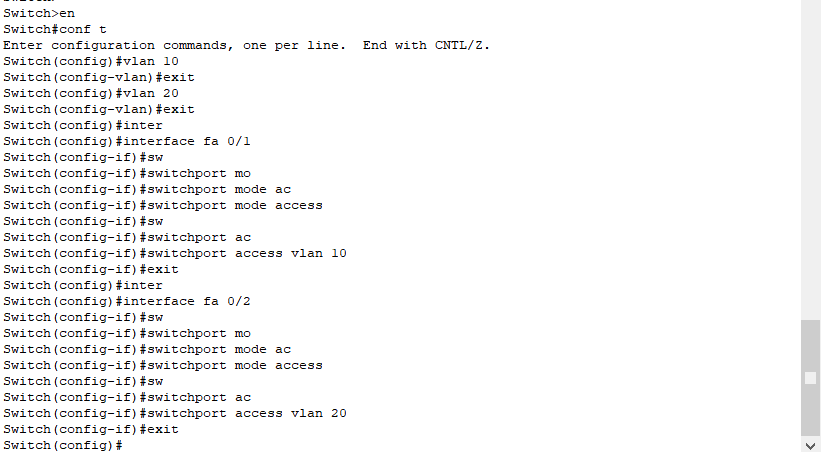 Switch>en
Switch#conf t
Enter configuration commands, one per line.  End with CNTL/Z.
Switch(config)#vlan 10
Switch(config-vlan)#exit
Switch(config)#vlan 20
Switch(config-vlan)#exit
Switch(config)#inter
Switch(config)#interface fa 0/1
Switch(config-if)#sw
Switch(config-if)#switchport mo
Switch(config-if)#switchport mode ac
Switch(config-if)#switchport mode access
Switch(config-if)#sw
Switch(config-if)#switchport ac
Switch(config-if)#switchport access vlan 10
Switch(config-if)#exit
Switch(config)#inter
Switch(config)#interface fa 0/2
Switch(config-if)#sw
Switch(config-if)#switchport mo
Switch(config-if)#switchport mode ac
Switch(config-if)#switchport mode access
Switch(config-if)#sw
Switch(config-if)#switchport ac
Switch(config-if)#switchport access vlan 20
Switch(config-if)#exit
Switch(config)#